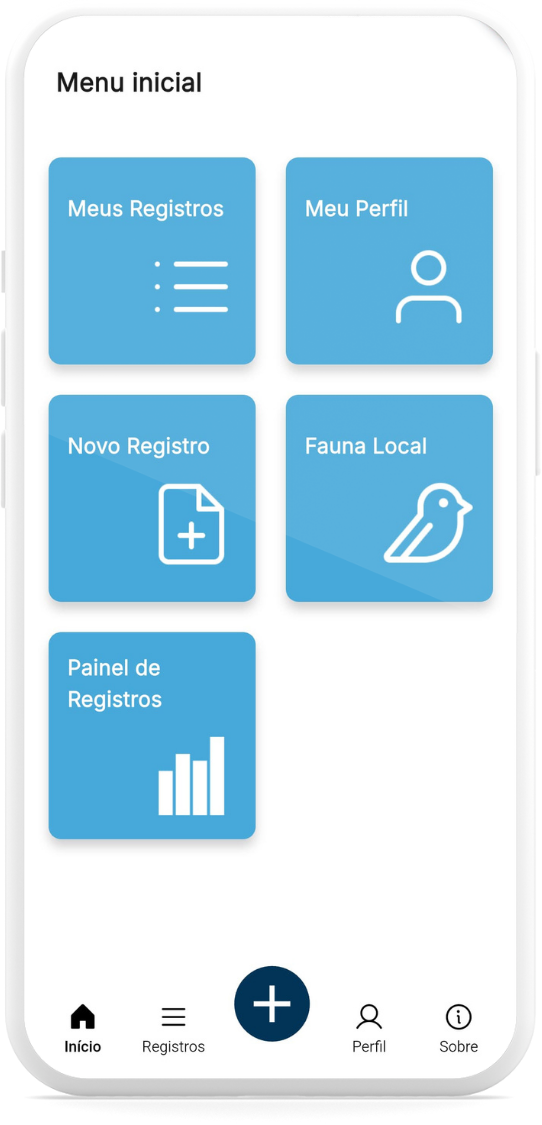 Menu inicial
Meus Registros
Meu Perfil
Novo Registro
Fauna Local
Painel de
Registros
Início
Registros
Perfil
Sobre